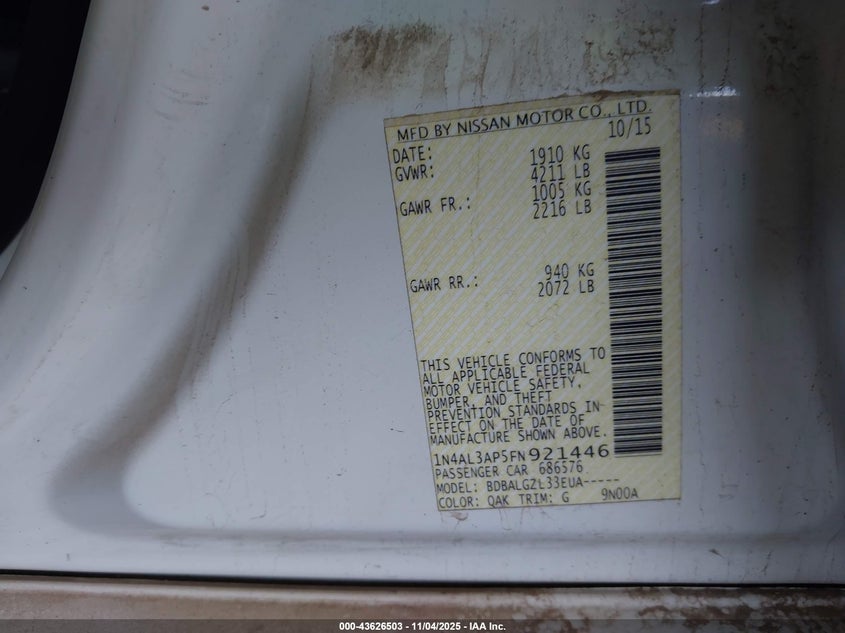 MFD BY NISSAN MOTOR CO., LTD.
DATE: 10/15
GVWR: 1910 KG
4211 LB
GAWR FR.: 1005 KG
2216 LB
GAWR RR.: 940 KG
2072 LB
THIS VEHICLE CONFORMS TO
ALL APPLICABLE FEDERAL
MOTOR VEHICLE SAFETY,
BUMPER, AND THEFT
PREVENTION STANDARDS IN
EFFECT ON THE DATE OF
MANUFACTURE SHOWN ABOVE.
1N4AL3AP5FN921446
PASSENGER CAR 686576
MODEL: BDBALGZL33EUA-----
COLOR: QAK TRIM: G 9N00A
000-43626503 - 11/04/2025 - IAA Inc.